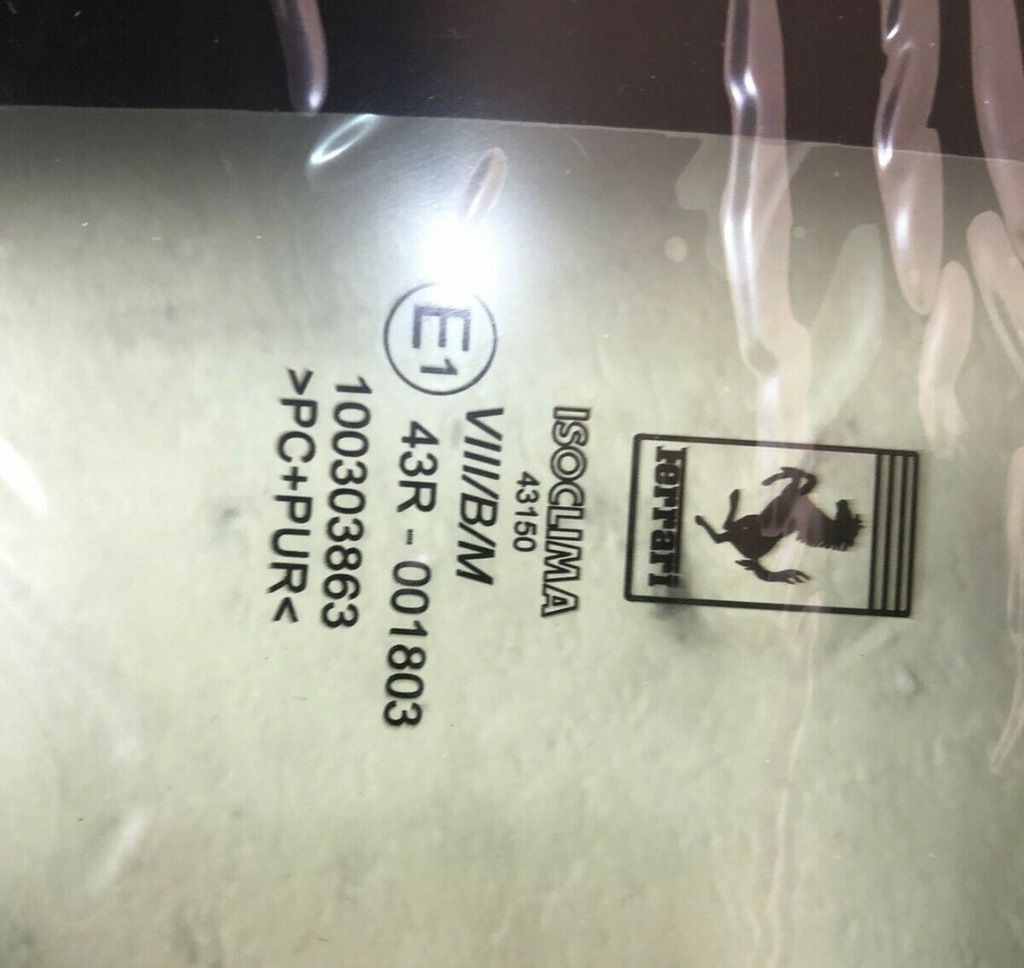 Ferrari
ISOCLIMA
43150
VIII/B/M
E1 43R - 001803
100303863
>PC+PUR<